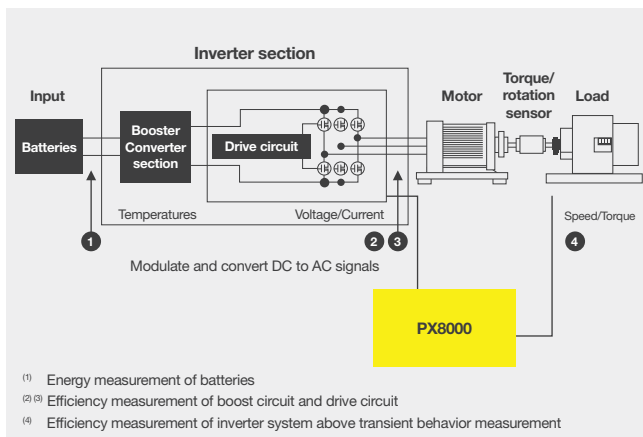 Inverter section
Input
Motor
Torque/
rotation
sensor
Load
Batteries
Booster
Converter
section
Drive circuit
Temperatures
Voltage/Current
Speed/Torque
1
2
3
4
Modulate and convert DC to AC signals
PX8000
(1) Energy measurement of batteries
(2) (3) Efficiency measurement of boost circuit and drive circuit
(4) Efficiency measurement of inverter system above transient behavior measurement